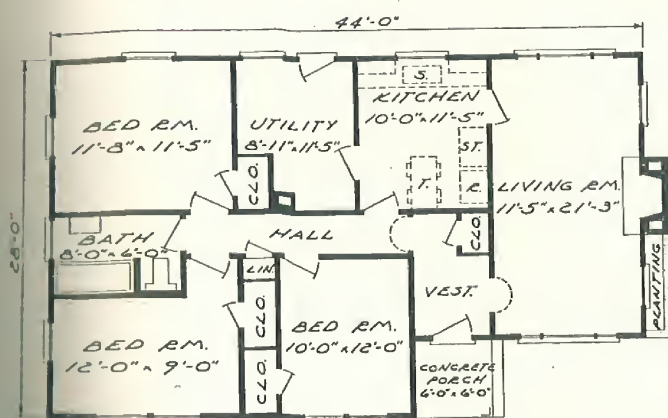 44'-0"
28'-0"
BED RM.
11'-8" x 11'-5"
CLO.
UTILITY
8'-11" x 11'-5"
S.
KITCHEN
10'-0" x 11'-5"
ST.
T.
R.
LIVING RM.
11'-5" x 21'-3"
BATH
8'-0" x 6'-0"
HALL
CLO.
LIN.
VEST.
PLANTING
BED RM.
12'-0" x 9'-0"
CLO.
CLO.
BED RM.
10'-0" x 12'-0"
CONCRETE
PORCH
6'-0" x 6'-0"